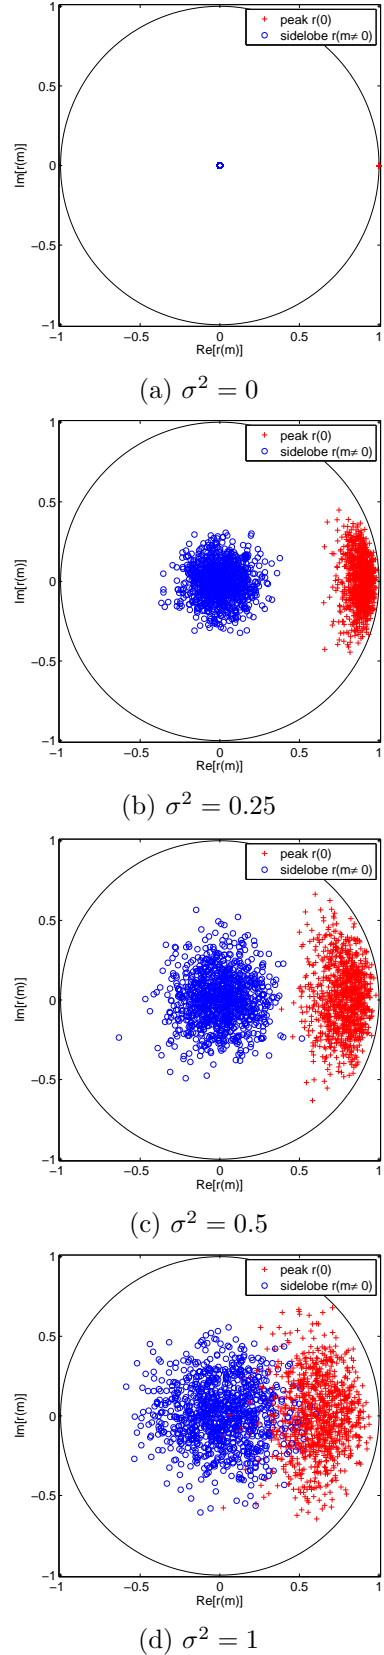 1
0.5
0
−0.5
−1
−1
−0.5
0
0.5
1
Im[r(m)]
Re[r(m)]
peak r(0)
sidelobe r(m≠ 0)
(a) σ² = 0
1
0.5
0
−0.5
−1
−1
−0.5
0
0.5
1
Im[r(m)]
Re[r(m)]
peak r(0)
sidelobe r(m≠ 0)
(b) σ² = 0.25
1
0.5
0
−0.5
−1
−1
−0.5
0
0.5
1
Im[r(m)]
Re[r(m)]
peak r(0)
sidelobe r(m≠ 0)
(c) σ² = 0.5
1
0.5
0
−0.5
−1
−1
−0.5
0
0.5
1
Im[r(m)]
Re[r(m)]
peak r(0)
sidelobe r(m≠ 0)
(d) σ² = 1